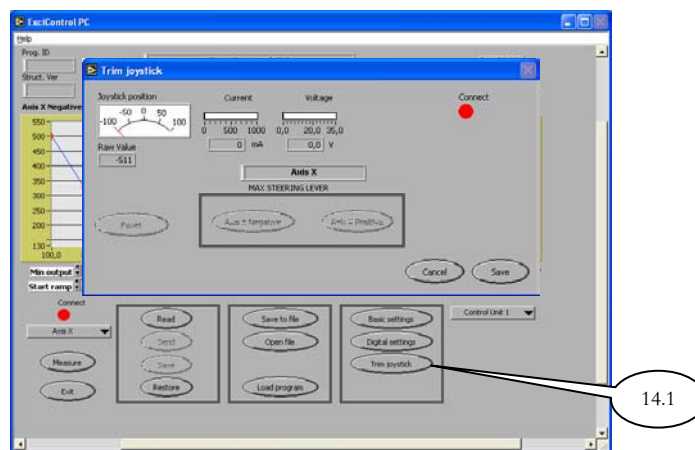 ExciControl PC
Help
Prog. ID
Struct. Ver
Axis X Negative
550
500
450
400
350
300
250
200
130
100,0
Min output
Start ramp
Trim joystick
Joystick position
-100 -50 0 50 100
Raw Value
-511
Current
0 500 1000
0 mA
Voltage
0,0 20,0 35,0
0,0 V
Connect
Axis X
MAX STEERING LEVER
Reset
Axis X Negative
Axis X Positive
Cancel
Save
Connect
Axis X
Measure
Exit
Read
Send
Save
Restore
Save to file
Open file
Load program
Basic settings
Digital settings
Trim joystick
Control Unit 1
14.1